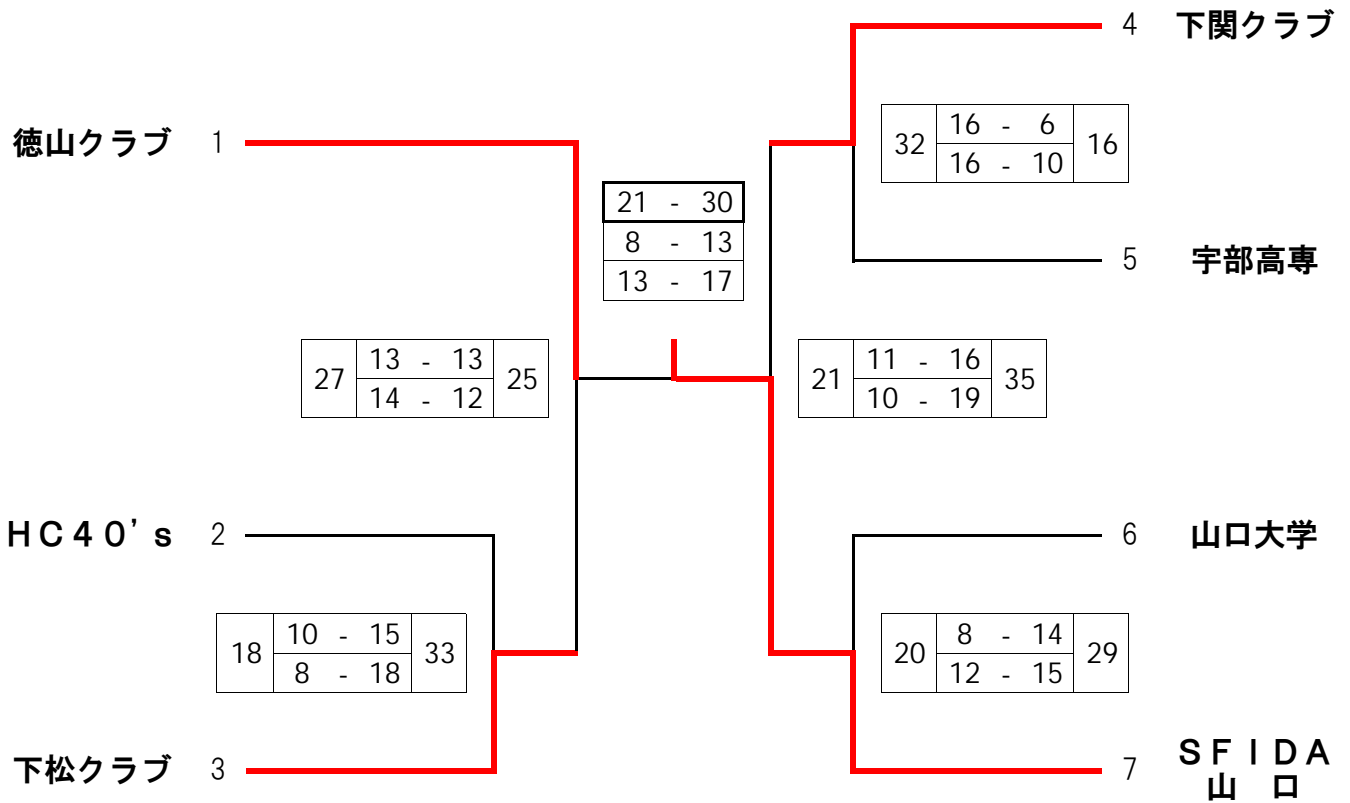 4 下関クラブ
徳山クラブ 1
32 16 - 6 16
16 - 10
21 - 30
8 - 13
13 - 17
5 宇部高専
27 13 - 13 25
14 - 12
21 11 - 16 35
10 - 19
ＨＣ４０’ｓ 2
6 山口大学
18 10 - 15 33
8 - 18
20 8 - 14 29
12 - 15
下松クラブ 3
7 ＳＦＩＤＡ
山　口